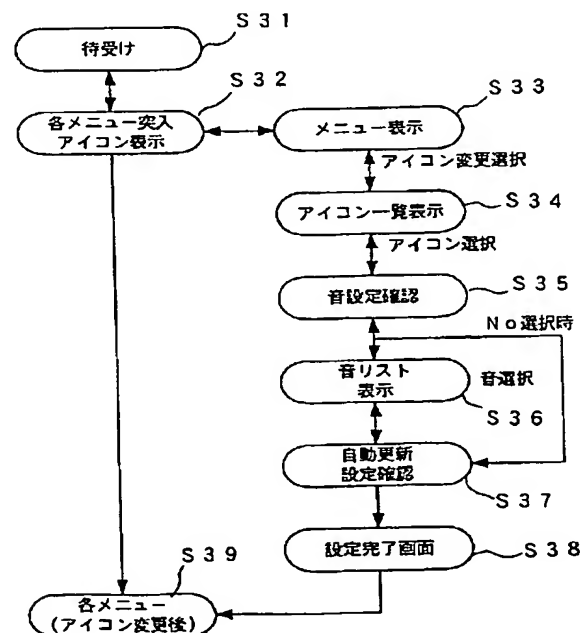 S31
待受け
S32
各メニュー突入
アイコン表示
S33
メニュー表示
アイコン変更選択
S34
アイコン一覧表示
アイコン選択
S35
音設定確認
No選択時
音リスト
表示
音選択
S36
自動更新
設定確認
S37
設定完了画面
S38
S39
各メニュー
(アイコン変更後)